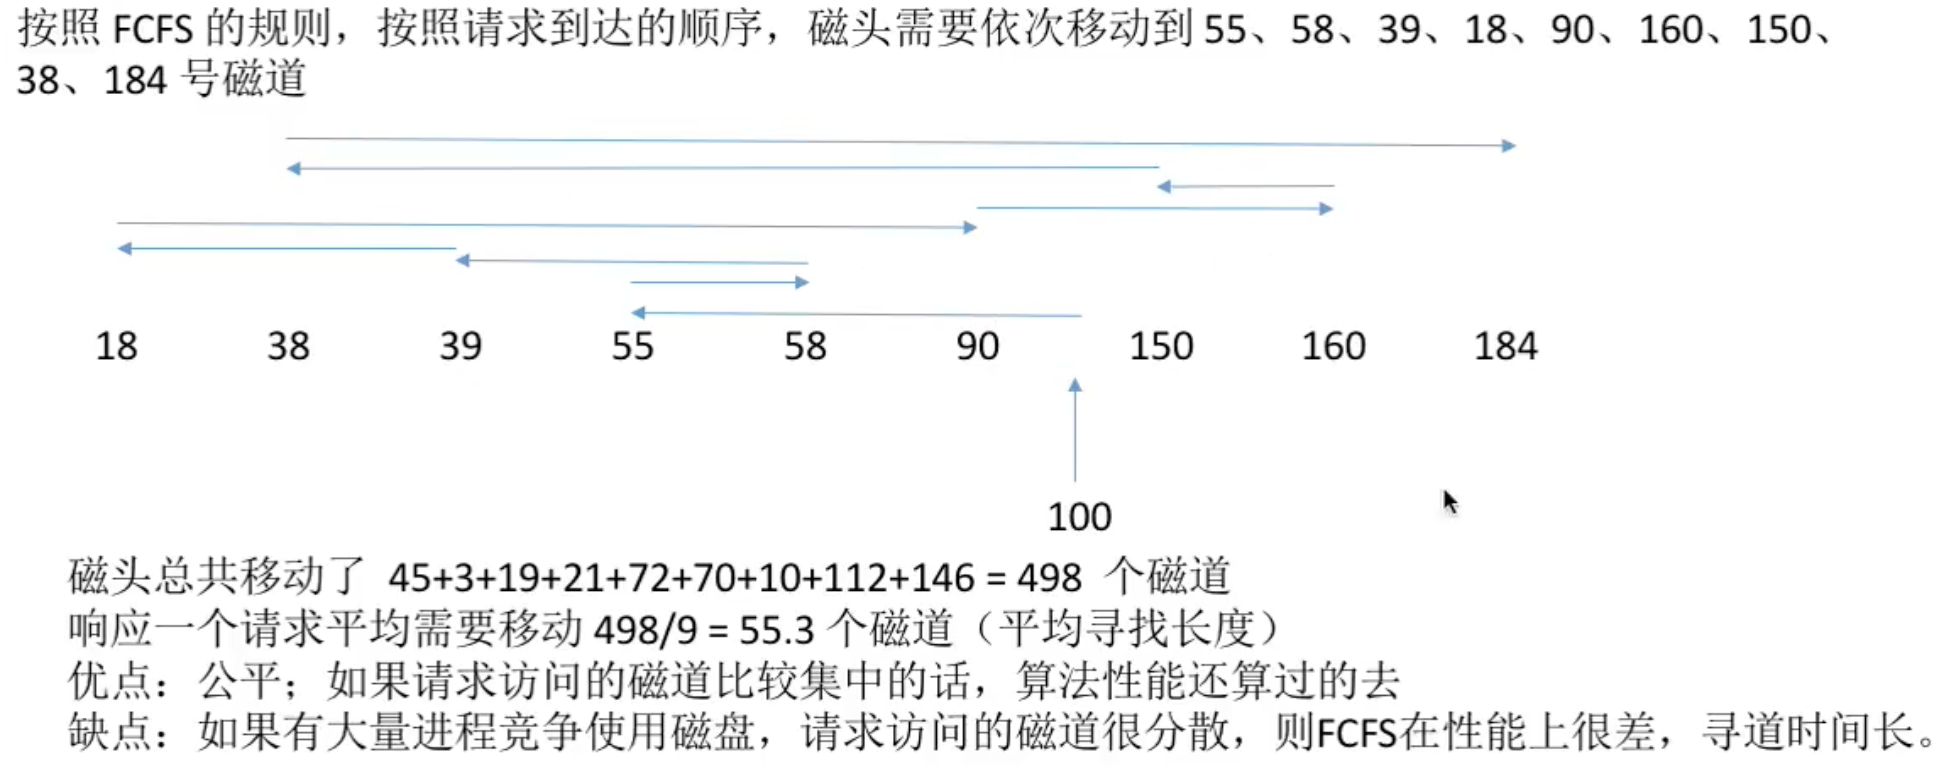 按照 FCFS 的规则，按照请求到达的顺序，磁头需要依次移动到 55、58、39、18、90、160、150、
38、184 号磁道
18 38 39 55 58 90 150 160 184
100
磁头总共移动了 45+3+19+21+72+70+10+112+146 = 498 个磁道
响应一个请求平均需要移动 498/9 = 55.3 个磁道（平均寻找长度）
优点：公平；如果请求访问的磁道比较集中的话，算法性能还算过的去
缺点：如果有大量进程竞争使用磁盘，请求访问的磁道很分散，则FCFS在性能上很差，寻道时间长。